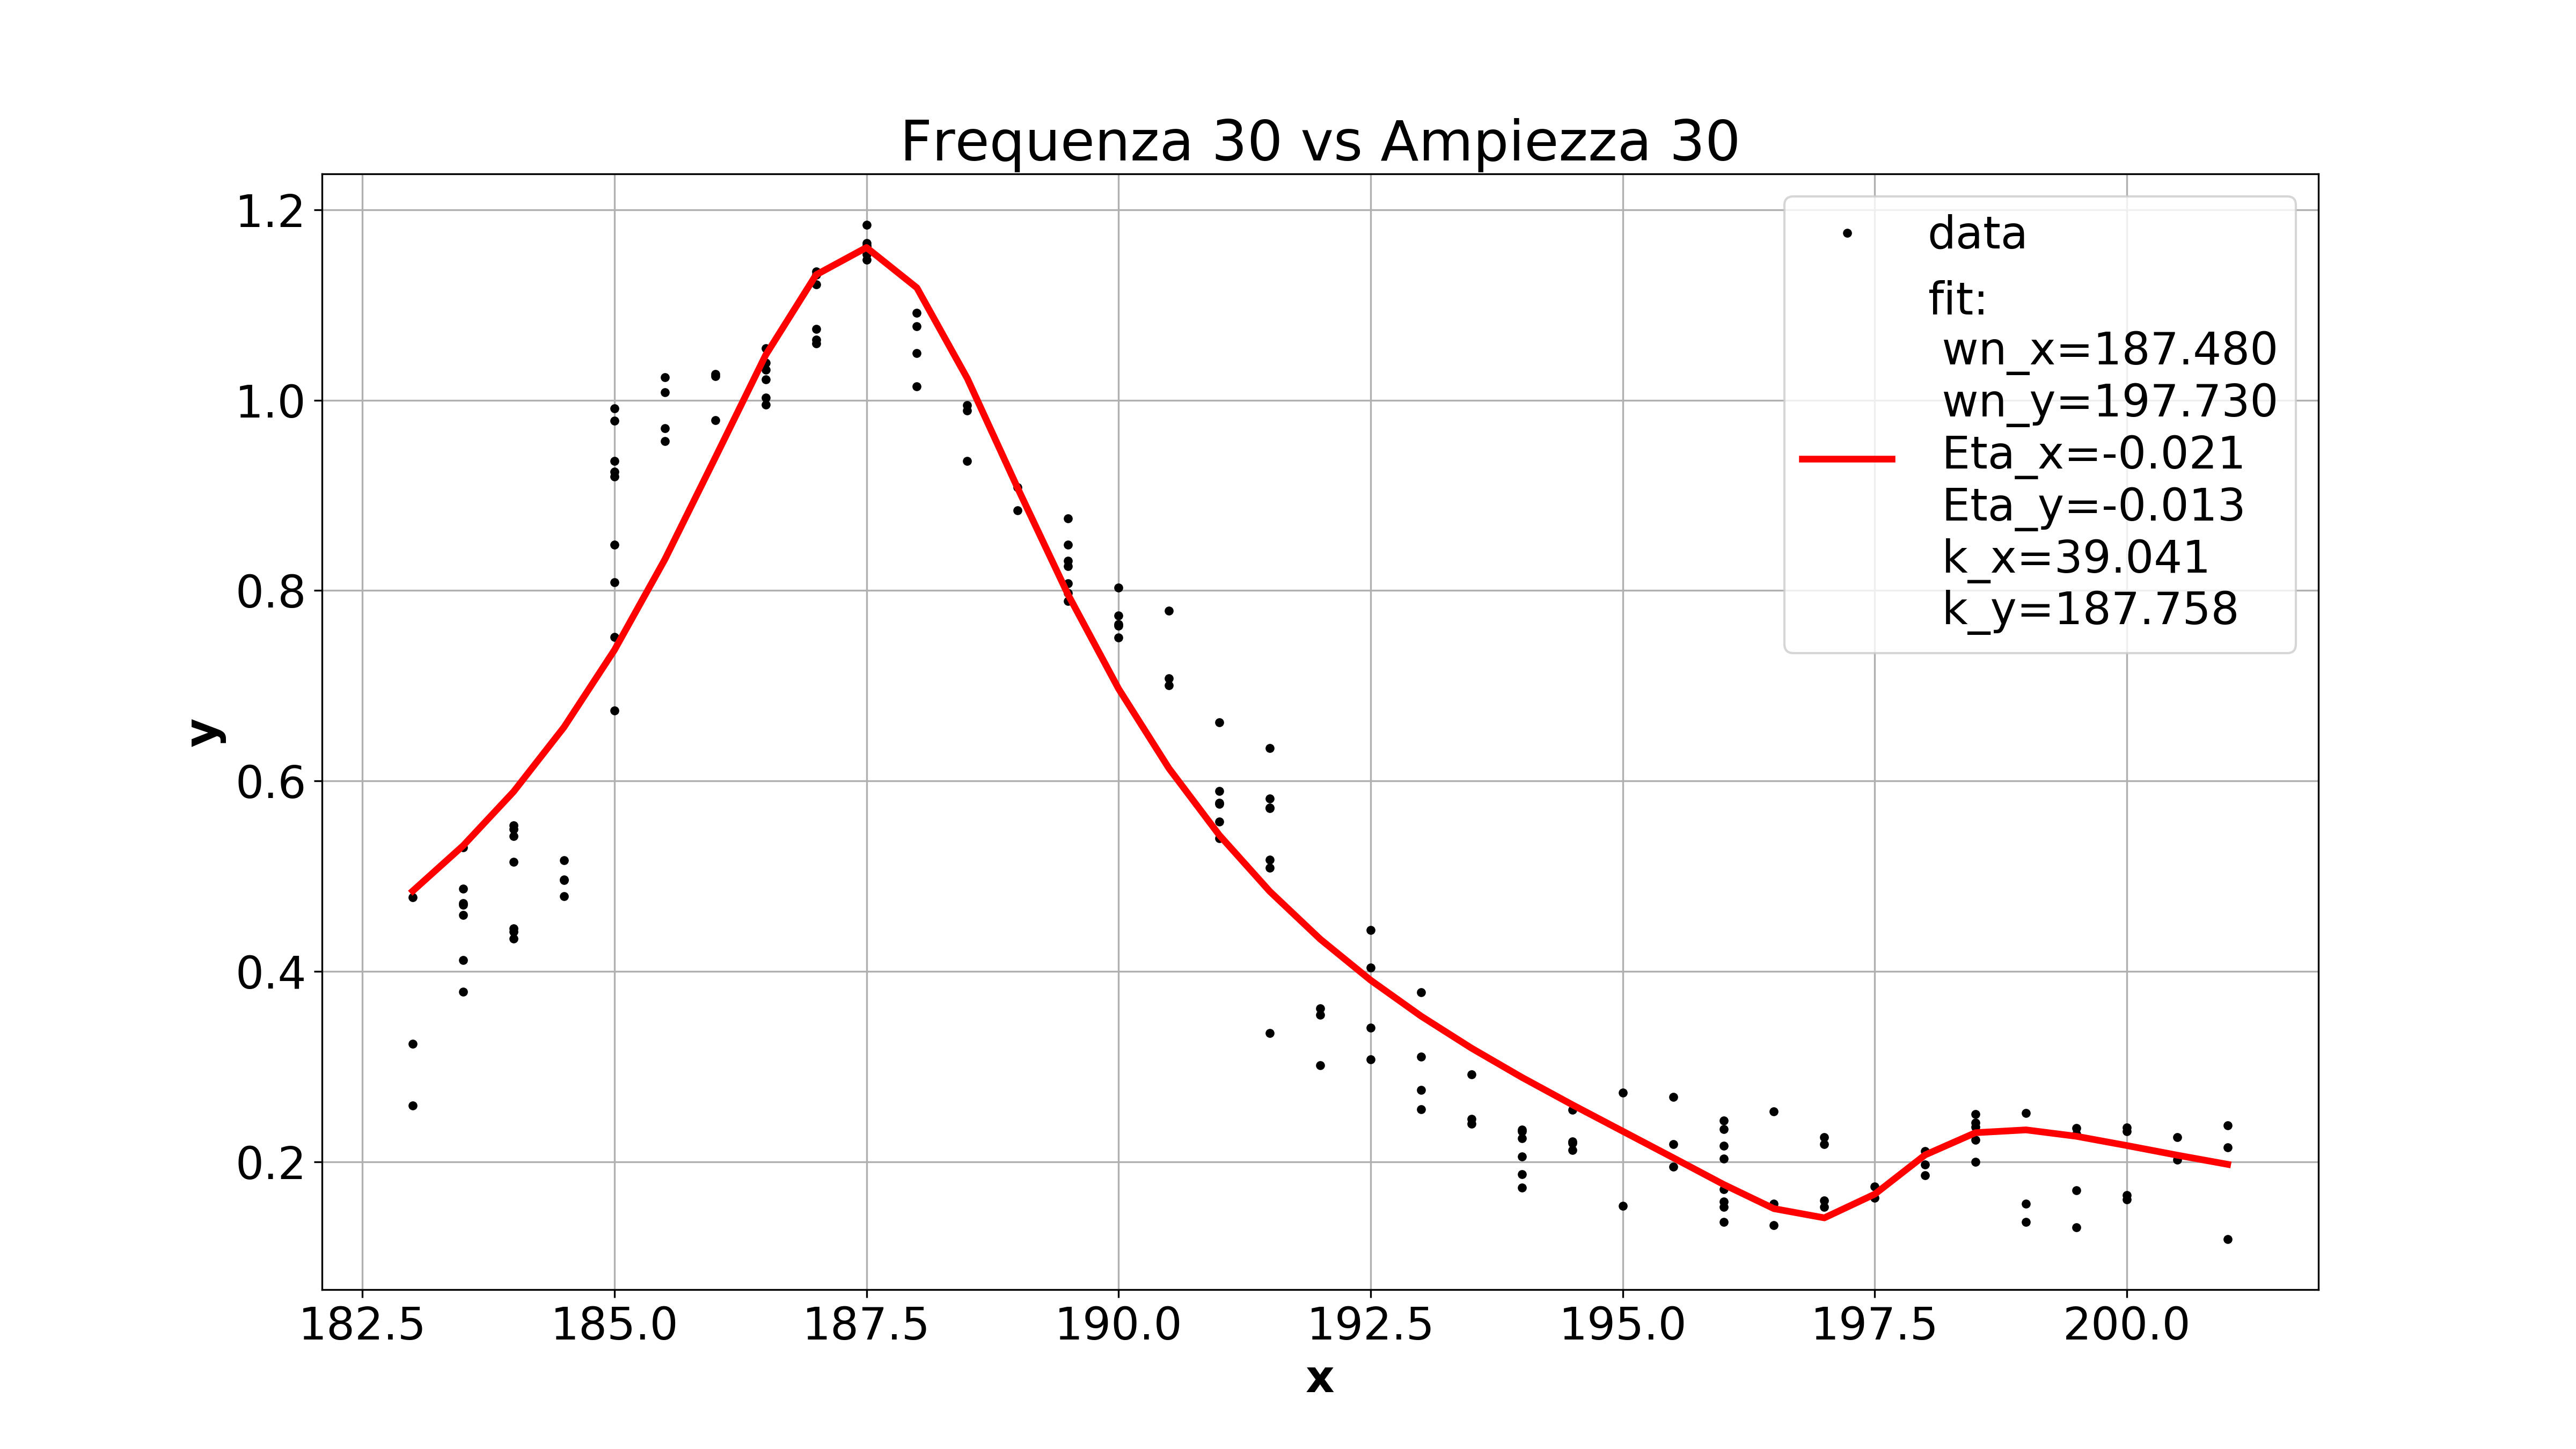 Frequenza 30 vs Ampiezza 30
1.2
1.0
0.8
0.6
0.4
0.2
y
182.5 185.0 187.5 190.0 192.5 195.0 197.5 200.0
x
data
fit:
wn_x=187.480
wn_y=197.730
Eta_x=-0.021
Eta_y=-0.013
k_x=39.041
k_y=187.758